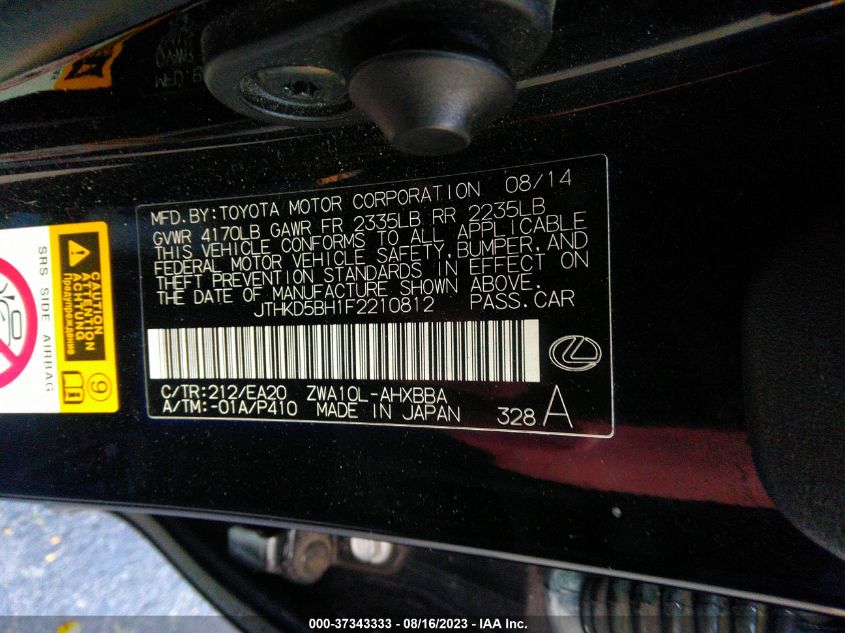 MFD.BY:TOYOTA MOTOR CORPORATION 08/14
GVWR 4170LB GAWR FR 2335LB RR 2235LB
THIS VEHICLE CONFORMS TO ALL APPLICABLE
FEDERAL MOTOR VEHICLE SAFETY,BUMPER,AND
THEFT PREVENTION STANDARDS IN EFFECT ON
THE DATE OF MANUFACTURE SHOWN ABOVE.
JTHKD5BH1F2210812 PASS.CAR
C/TR:212/EA20 ZWA10L-AHXBBA
A/TM:-01A/P410 MADE IN JAPAN 328 A
SRS SIDE AIRBAG
CAUTION
ATTENTION
ACHTUNG
Предупреждение
9
000-37343333 - 08/16/2023 - IAA Inc.